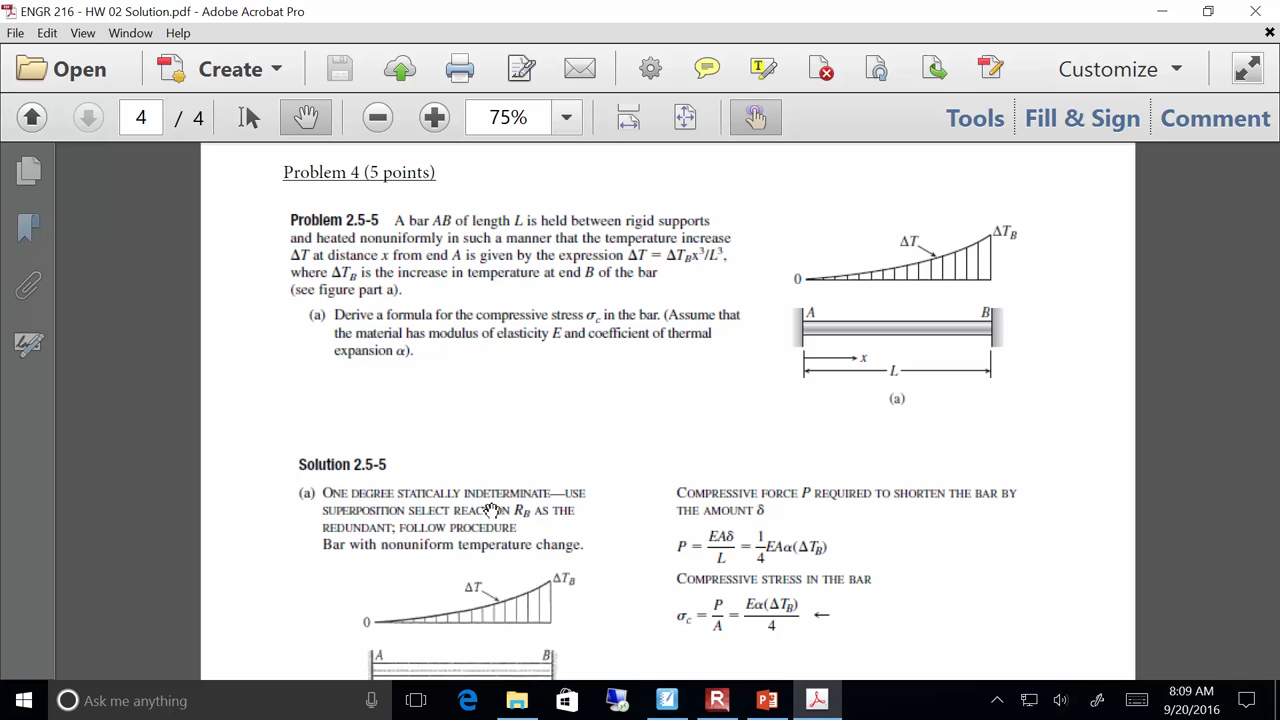 ENGR 216 - HW 02 Solution.pdf - Adobe Acrobat Pro
File Edit View Window Help
Open Create Customize
4 / 4 75% Tools Fill & Sign Comment
Problem 4 (5 points)
Problem 2.5-5 A bar AB of length L is held between rigid supports
and heated nonuniformly in such a manner that the temperature increase
ΔT at distance x from end A is given by the expression ΔT = ΔT_Bx³/L³,
where ΔT_B is the increase in temperature at end B of the bar
(see figure part a).
(a) Derive a formula for the compressive stress σ_c in the bar. (Assume that
the material has modulus of elasticity E and coefficient of thermal
expansion α).
ΔT ΔT_B
0
A B
x
L
(a)
Solution 2.5-5
(a) ONE DEGREE STATICALLY INDETERMINATE—USE
SUPERPOSITION SELECT REACTION R_B AS THE
REDUNDANT; FOLLOW PROCEDURE
Bar with nonuniform temperature change.
ΔT ΔT_B
0
A B
COMPRESSIVE FORCE P REQUIRED TO SHORTEN THE BAR BY
THE AMOUNT δ
P = EAδ/L = 1/4 EAα(ΔT_B)
COMPRESSIVE STRESS IN THE BAR
σ_c = P/A = Eα(ΔT_B)/4 ←
Ask me anything
8:09 AM
9/20/2016